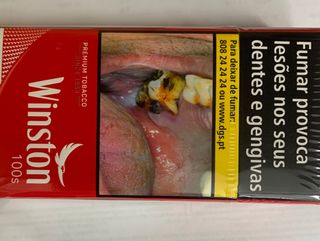 PREMIUM TOBACCO
Winston
100s
Para deixar de fumar:
808 24 24 24 ou www.dgs.pt
Fumar provoca
lesões nos seus
dentes e gengivas